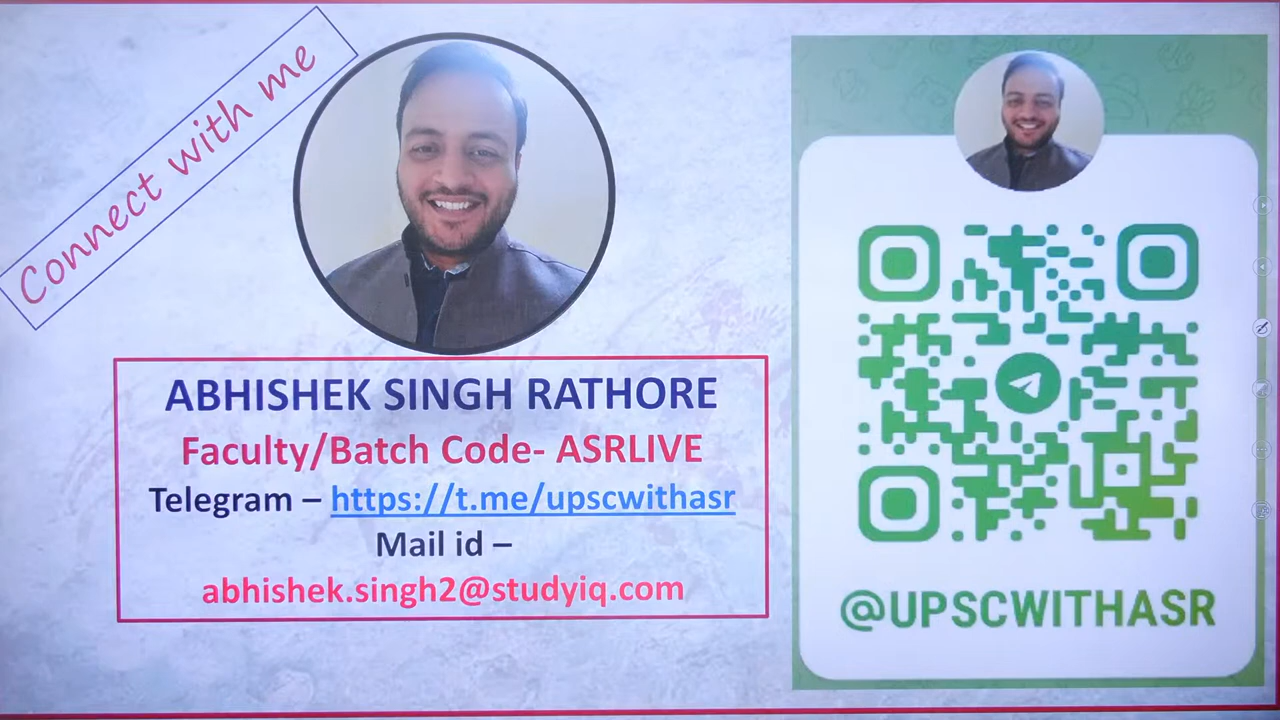 Connect with me
ABHISHEK SINGH RATHORE
Faculty/Batch Code- ASRLIVE
Telegram – https://t.me/upscwithasr
Mail id –
abhishek.singh2@studyiq.com
@UPSCWITHASR